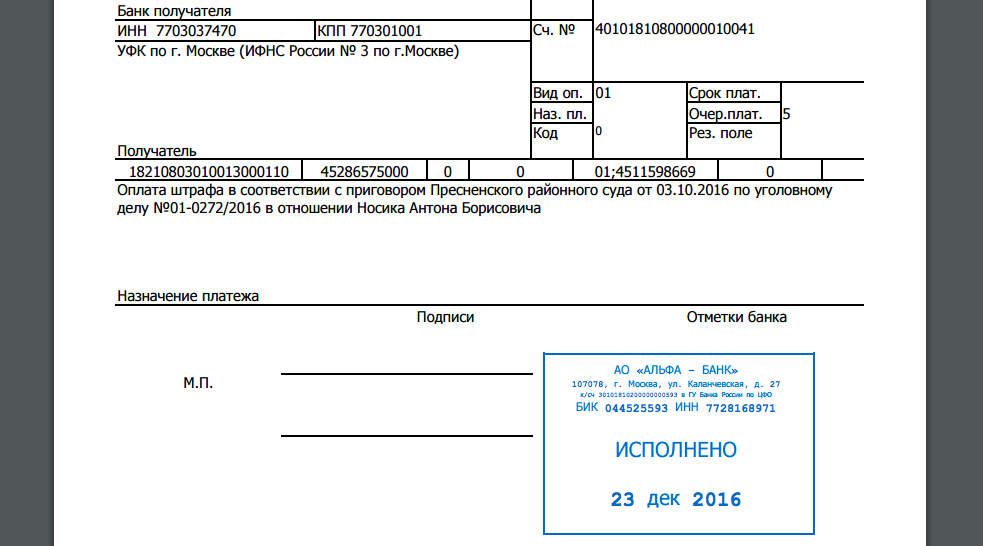 Банк получателя
ИНН 7703037470 КПП 770301001 Сч. № 40101810800000010041
УФК по г. Москве (ИФНС России № 3 по г.Москве)
Вид оп. 01 Срок плат.
Наз. пл. Очер.плат. 5
Код 0 Рез. поле
Получатель
18210803010013000110 45286575000 0 0 01;4511598669 0
Оплата штрафа в соответствии с приговором Пресненского районного суда от 03.10.2016 по уголовному
делу №01-0272/2016 в отношении Носика Антона Борисовича
Назначение платежа
Подписи Отметки банка
М.П.
АО «АЛЬФА – БАНК»
107078, г. Москва, ул. Каланчевская, д. 27
к/сч 30101810200000000593 в ГУ Банка России по ЦФО
БИК 044525593 ИНН 7728168971
ИСПОЛНЕНО
23 дек 2016